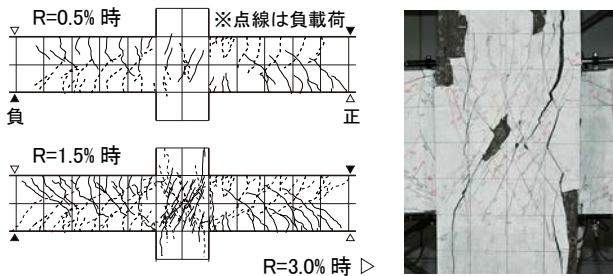 R=0.5% 時
※点線は負載荷
負
正
R=1.5% 時
R=3.0% 時 ▷